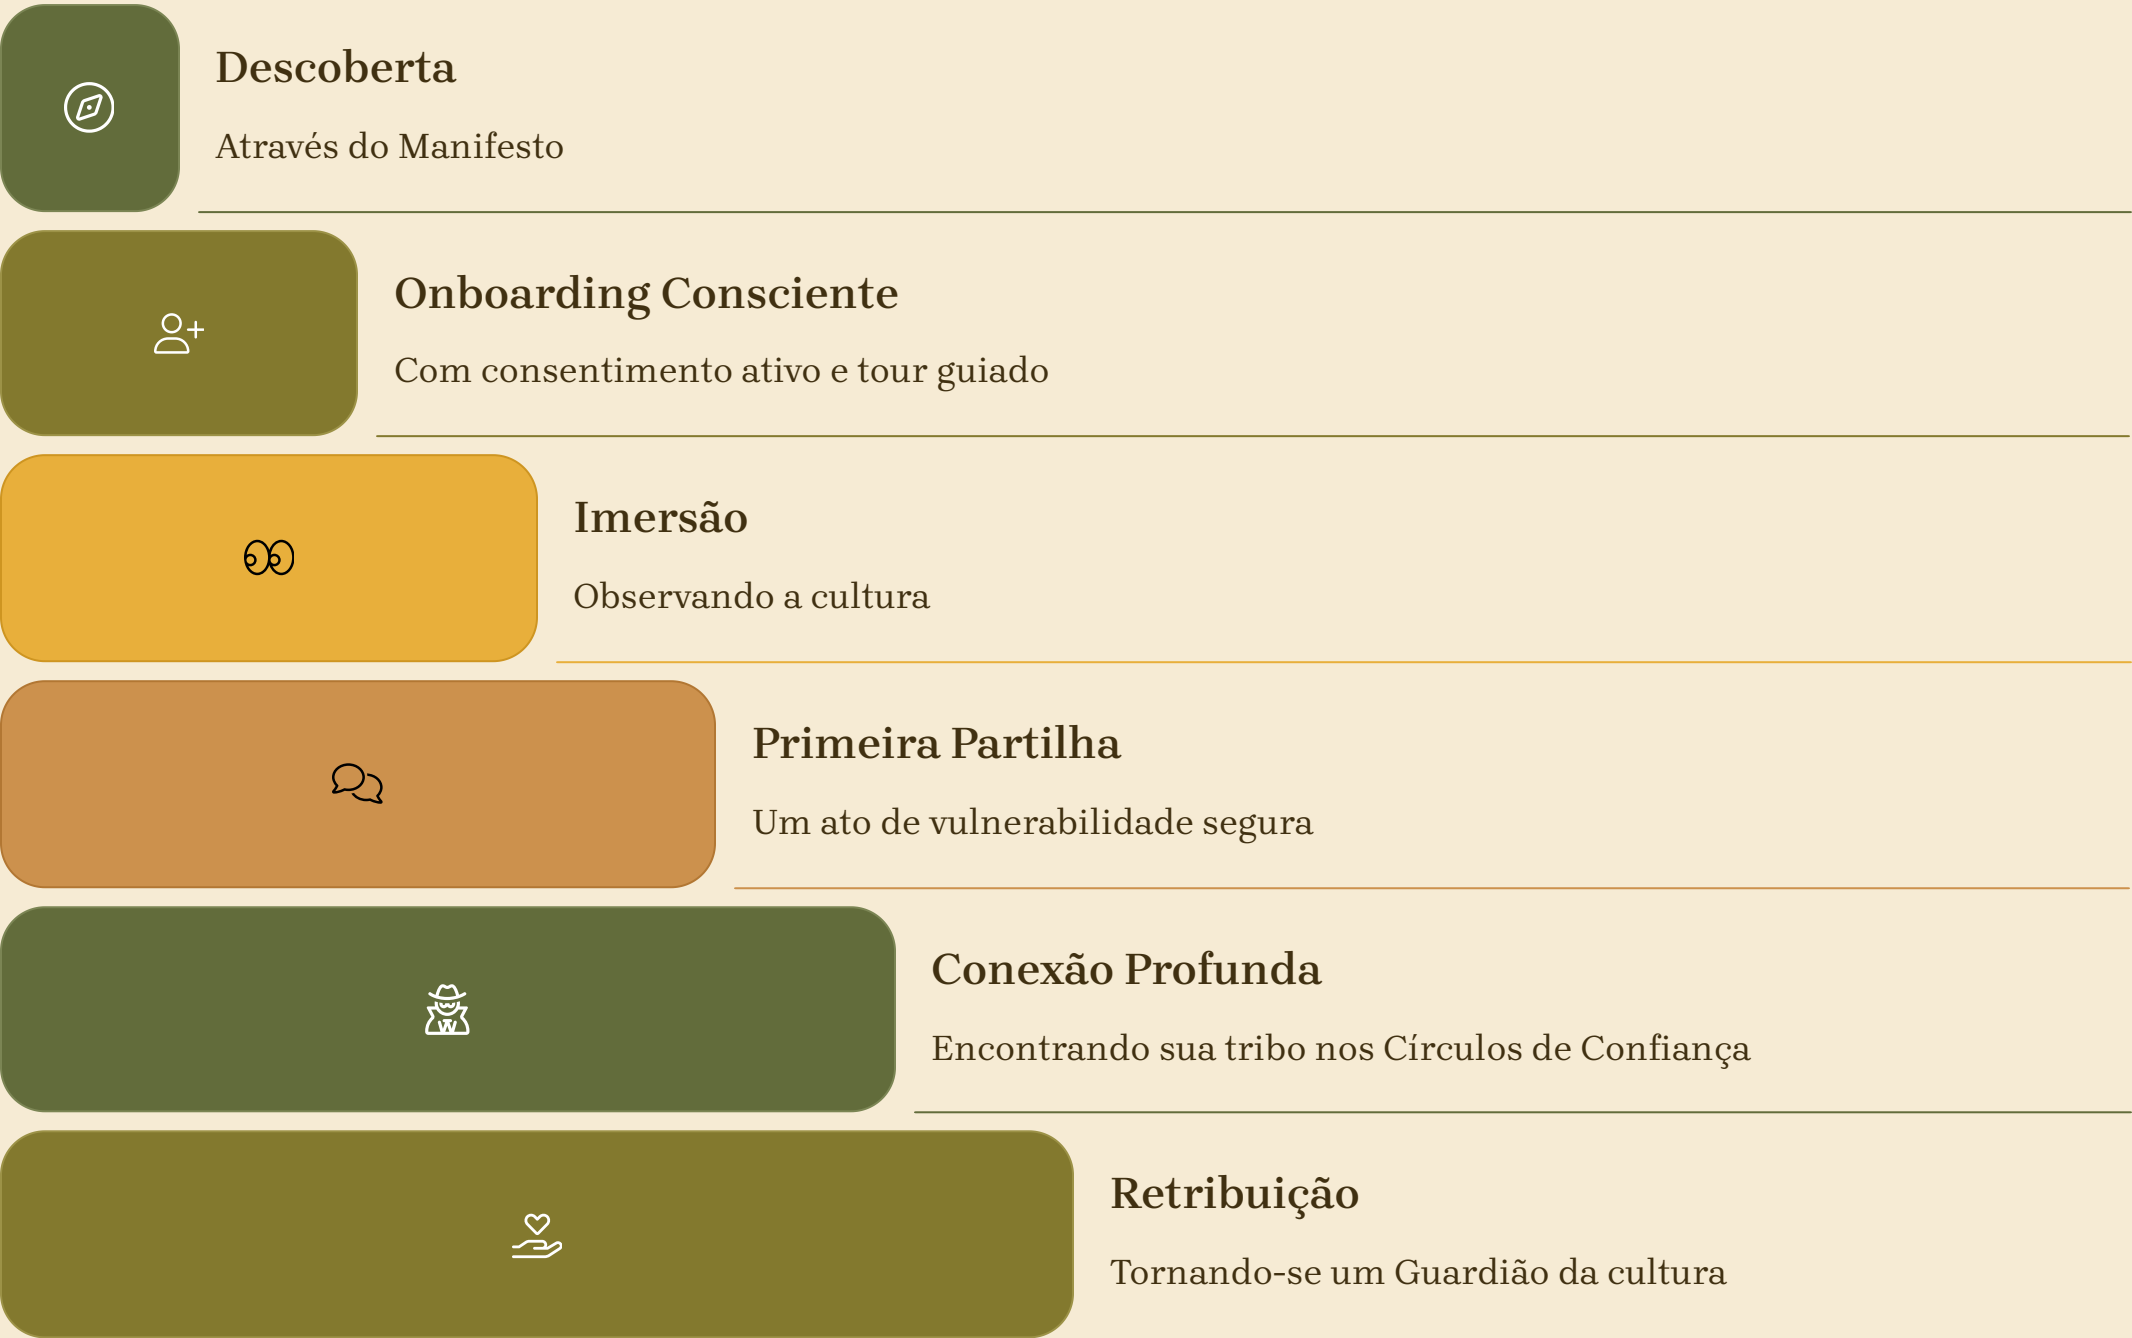 Descoberta
Através do Manifesto
Onboarding Consciente
Com consentimento ativo e tour guiado
Imersão
Observando a cultura
Primeira Partilha
Um ato de vulnerabilidade segura
Conexão Profunda
Encontrando sua tribo nos Círculos de Confiança
Retribuição
Tornando-se um Guardião da cultura